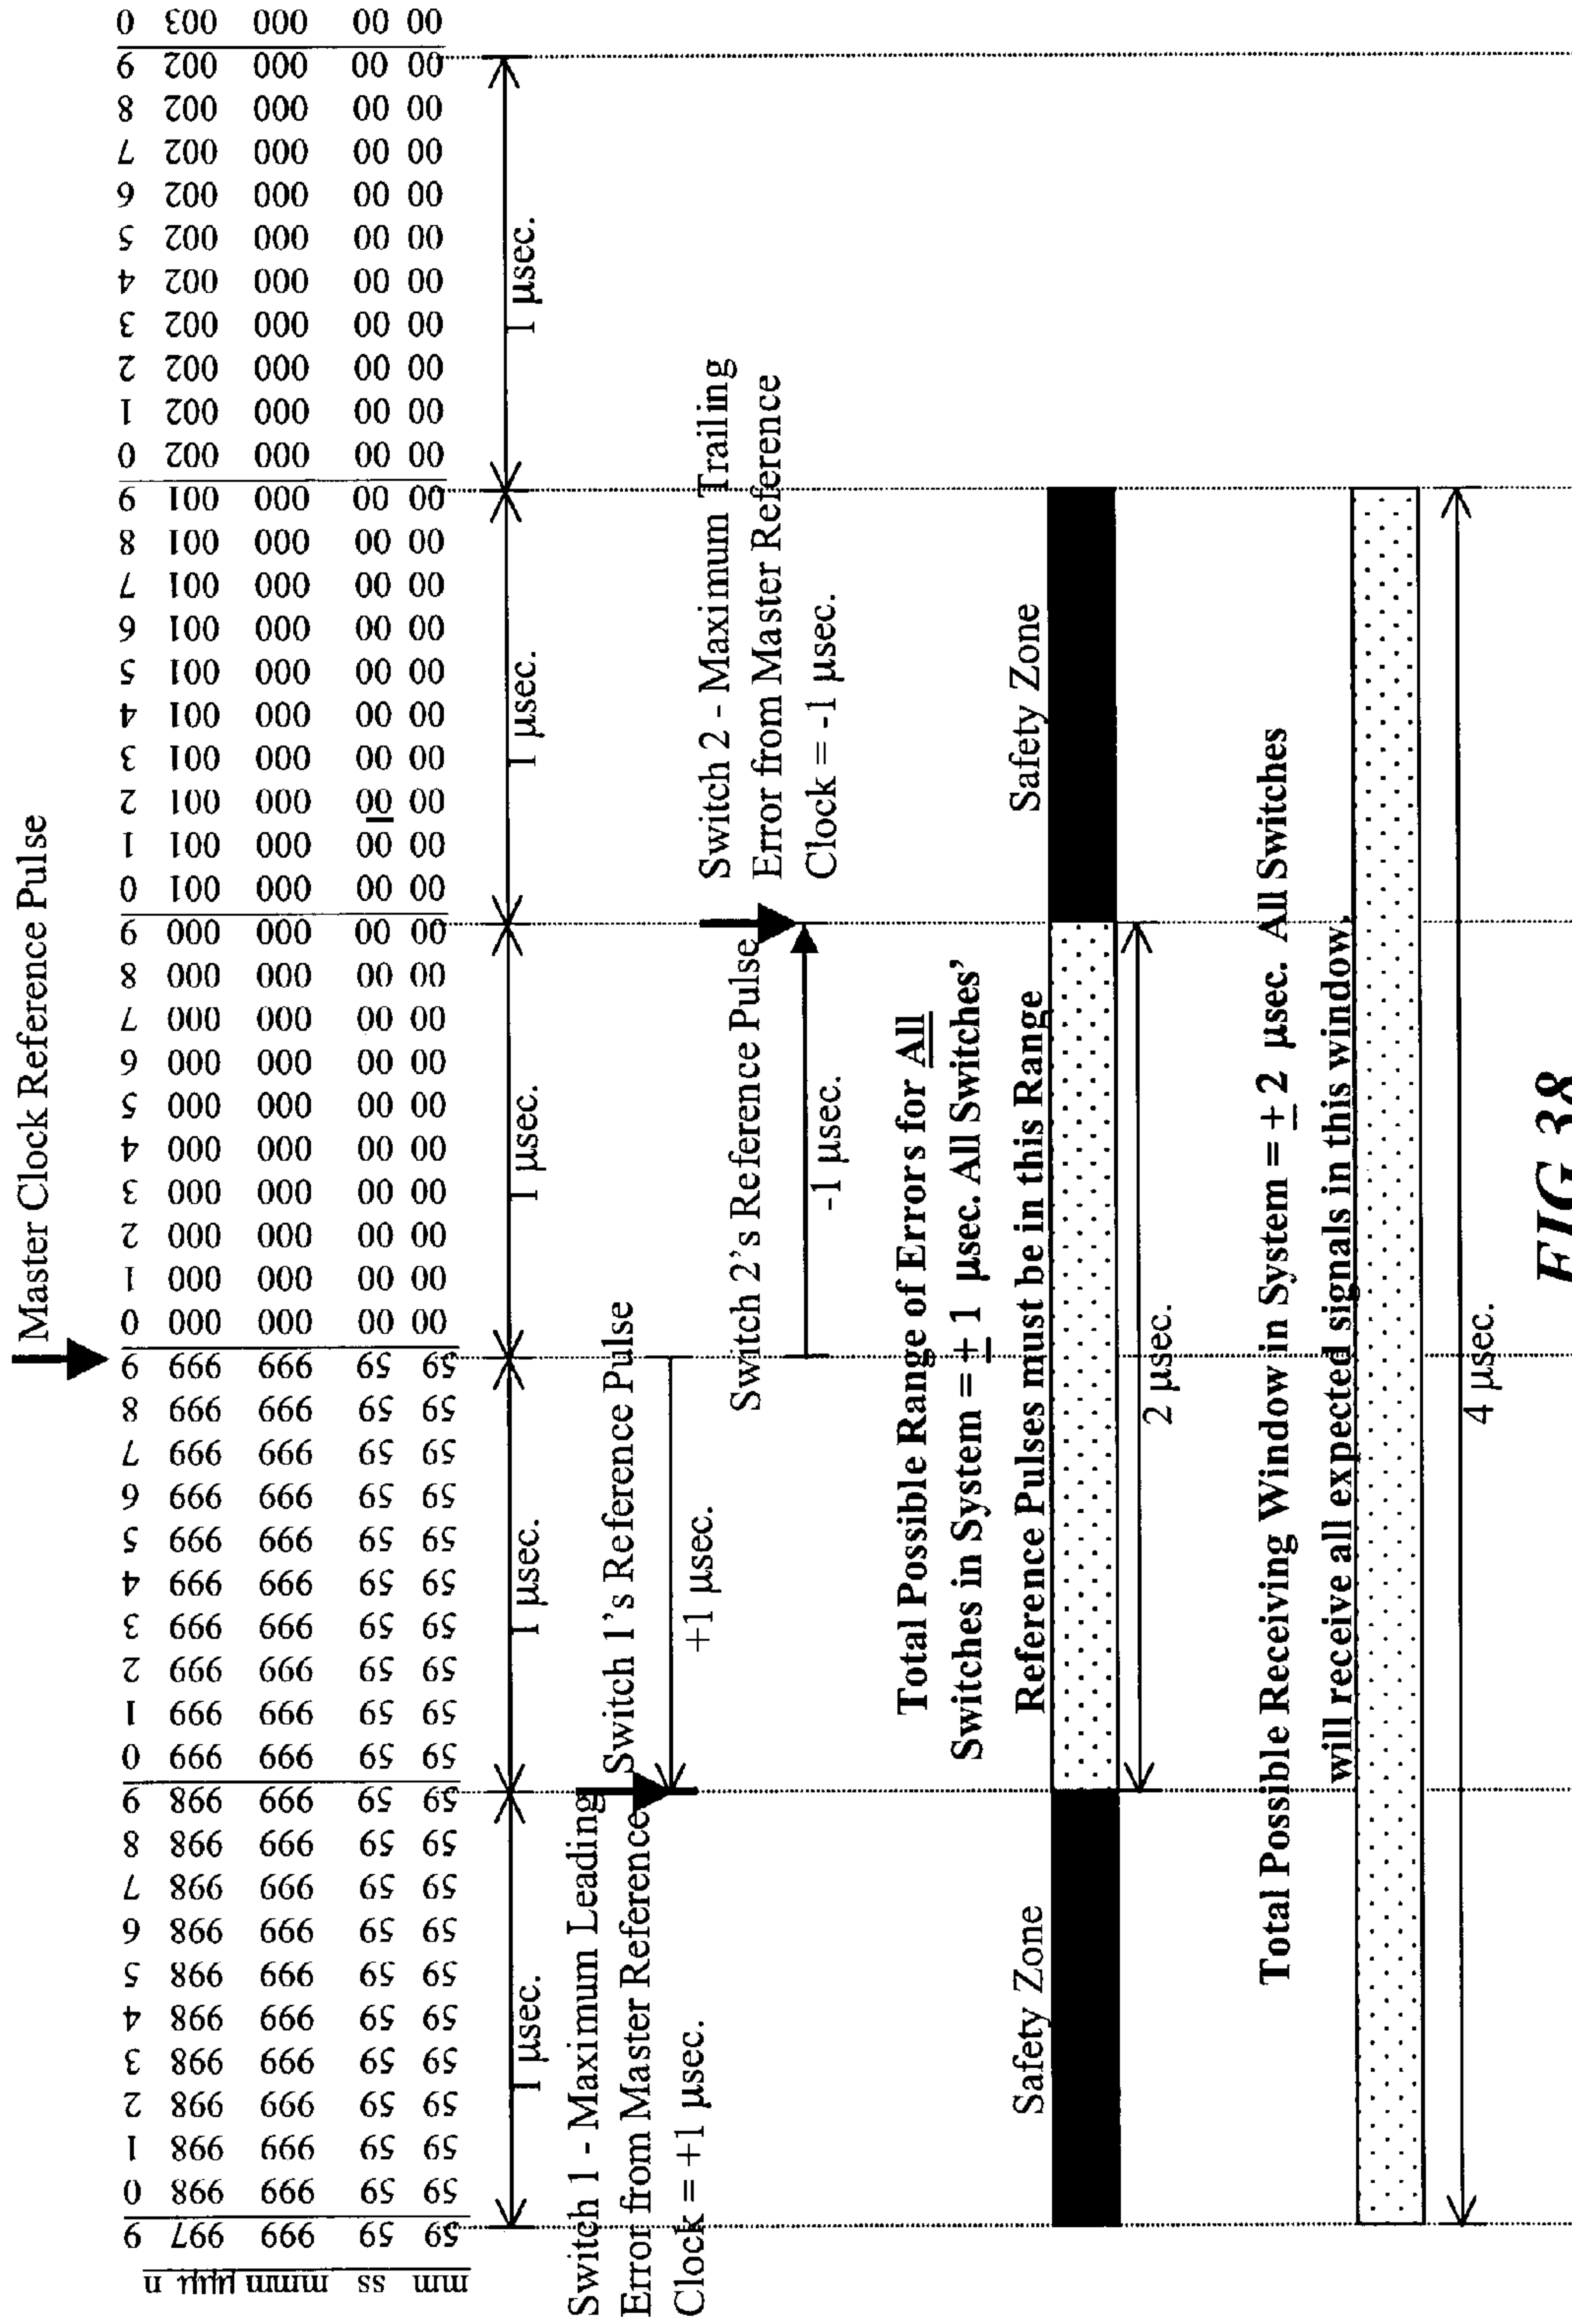 Master Clock Reference Pulse
mm ss mmm µµµ n
59 59 999 997 9
59 59 999 998 0
59 59 999 998 1
59 59 999 998 2
59 59 999 998 3
59 59 999 998 4
59 59 999 998 5
59 59 999 998 6
59 59 999 998 7
59 59 999 998 8
59 59 999 998 9
59 59 999 999 0
59 59 999 999 1
59 59 999 999 2
59 59 999 999 3
59 59 999 999 4
59 59 999 999 5
59 59 999 999 6
59 59 999 999 7
59 59 999 999 8
59 59 999 999 9
00 00 000 000 0
00 00 000 000 1
00 00 000 000 2
00 00 000 000 3
00 00 000 000 4
00 00 000 000 5
00 00 000 000 6
00 00 000 000 7
00 00 000 000 8
00 00 000 000 9
00 00 000 001 0
00 00 000 001 1
00 00 000 001 2
00 00 000 001 3
00 00 000 001 4
00 00 000 001 5
00 00 000 001 6
00 00 000 001 7
00 00 000 001 8
00 00 000 001 9
00 00 000 002 0
00 00 000 002 1
00 00 000 002 2
00 00 000 002 3
00 00 000 002 4
00 00 000 002 5
00 00 000 002 6
00 00 000 002 7
00 00 000 002 8
00 00 000 002 9
00 00 000 003 0
1 µsec.
1 µsec.
1 µsec.
1 µsec.
1 µsec.
Switch 1 - Maximum Leading
Error from Master Reference
Clock = +1 µsec.
Switch 1's Reference Pulse
+1 µsec.
Switch 2's Reference Pulse
-1 µsec.
Switch 2 - Maximum Trailing
Error from Master Reference
Clock = -1 µsec.
Total Possible Range of Errors for All
Switches in System = ± 1 µsec. All Switches'
Reference Pulses must be in this Range
Safety Zone
Safety Zone
2 µsec.
Total Possible Receiving Window in System = ± 2 µsec. All Switches
will receive all expected signals in this window.
4 µsec.
FIG 38